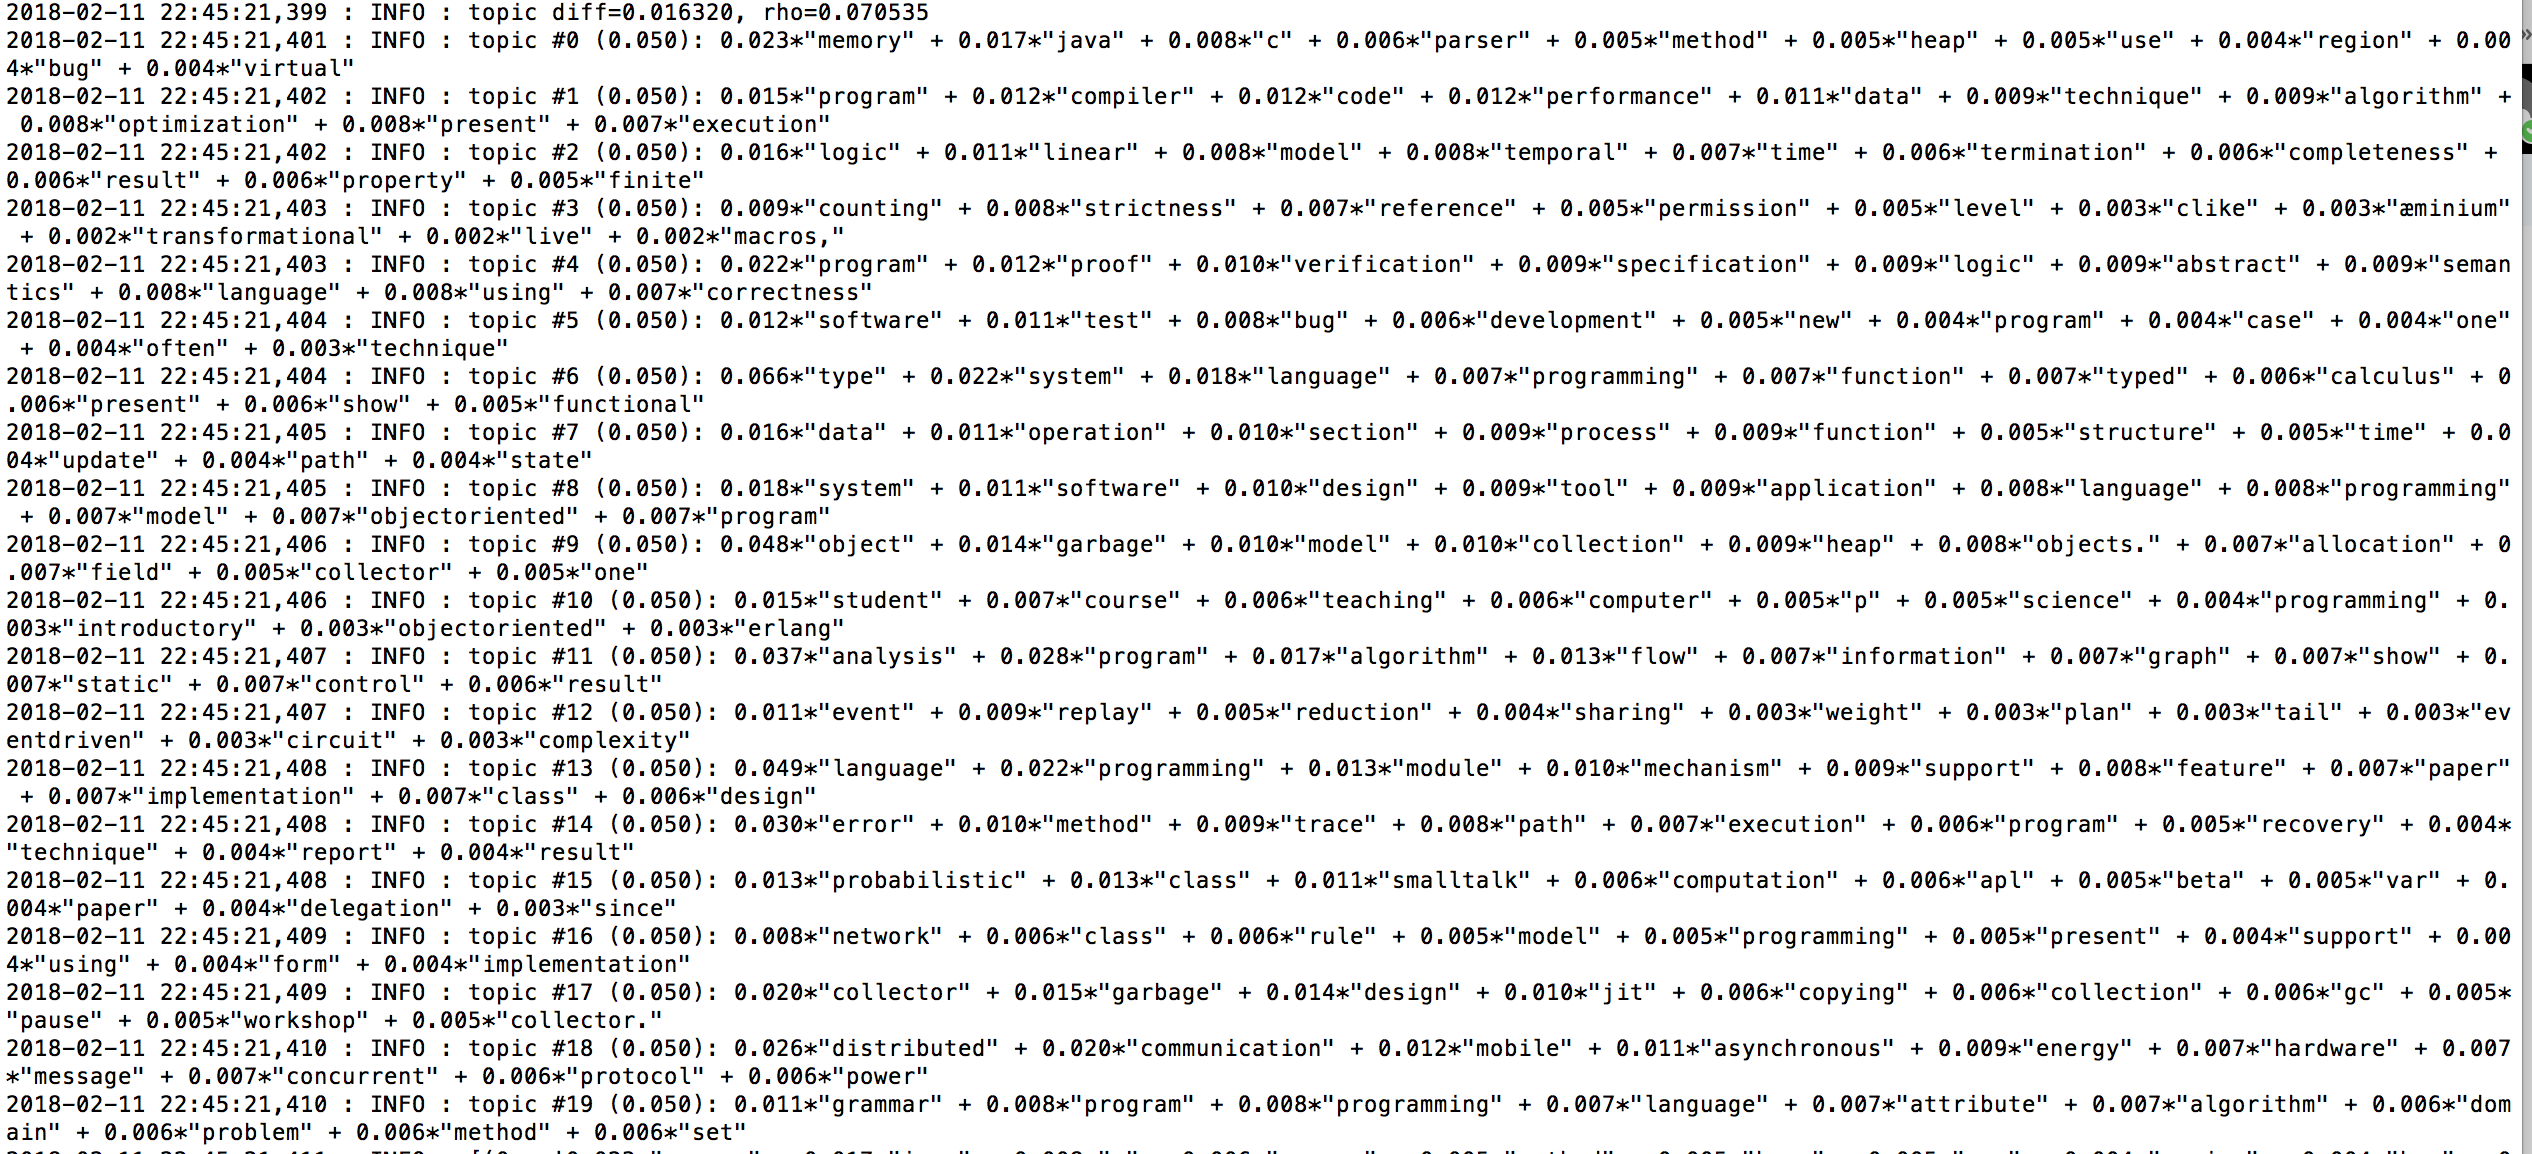 2018-02-11 22:45:21,399 : INFO : topic diff=0.016320, rho=0.070535
2018-02-11 22:45:21,401 : INFO : topic #0 (0.050): 0.023*"memory" + 0.017*"java" + 0.008*"c" + 0.006*"parser" + 0.005*"method" + 0.005*"heap" + 0.005*"use" + 0.004*"region" + 0.00
4*"bug" + 0.004*"virtual"
2018-02-11 22:45:21,402 : INFO : topic #1 (0.050): 0.015*"program" + 0.012*"compiler" + 0.012*"code" + 0.012*"performance" + 0.011*"data" + 0.009*"technique" + 0.009*"algorithm" +
0.008*"optimization" + 0.008*"present" + 0.007*"execution"
2018-02-11 22:45:21,402 : INFO : topic #2 (0.050): 0.016*"logic" + 0.011*"linear" + 0.008*"model" + 0.008*"temporal" + 0.007*"time" + 0.006*"termination" + 0.006*"completeness" +
0.006*"result" + 0.006*"property" + 0.005*"finite"
2018-02-11 22:45:21,403 : INFO : topic #3 (0.050): 0.009*"counting" + 0.008*"strictness" + 0.007*"reference" + 0.005*"permission" + 0.005*"level" + 0.003*"clike" + 0.003*"æminium"
+ 0.002*"transformational" + 0.002*"live" + 0.002*"macros,"
2018-02-11 22:45:21,403 : INFO : topic #4 (0.050): 0.022*"program" + 0.012*"proof" + 0.010*"verification" + 0.009*"specification" + 0.009*"logic" + 0.009*"abstract" + 0.009*"seman
tics" + 0.008*"language" + 0.008*"using" + 0.007*"correctness"
2018-02-11 22:45:21,404 : INFO : topic #5 (0.050): 0.012*"software" + 0.011*"test" + 0.008*"bug" + 0.006*"development" + 0.005*"new" + 0.004*"program" + 0.004*"case" + 0.004*"one"
+ 0.004*"often" + 0.003*"technique"
2018-02-11 22:45:21,404 : INFO : topic #6 (0.050): 0.066*"type" + 0.022*"system" + 0.018*"language" + 0.007*"programming" + 0.007*"function" + 0.007*"typed" + 0.006*"calculus" + 0
.006*"present" + 0.006*"show" + 0.005*"functional"
2018-02-11 22:45:21,405 : INFO : topic #7 (0.050): 0.016*"data" + 0.011*"operation" + 0.010*"section" + 0.009*"process" + 0.009*"function" + 0.005*"structure" + 0.005*"time" + 0.0
04*"update" + 0.004*"path" + 0.004*"state"
2018-02-11 22:45:21,405 : INFO : topic #8 (0.050): 0.018*"system" + 0.011*"software" + 0.010*"design" + 0.009*"tool" + 0.009*"application" + 0.008*"language" + 0.008*"programming"
+ 0.007*"model" + 0.007*"objectoriented" + 0.007*"program"
2018-02-11 22:45:21,406 : INFO : topic #9 (0.050): 0.048*"object" + 0.014*"garbage" + 0.010*"model" + 0.010*"collection" + 0.009*"heap" + 0.008*"objects." + 0.007*"allocation" + 0
.007*"field" + 0.005*"collector" + 0.005*"one"
2018-02-11 22:45:21,406 : INFO : topic #10 (0.050): 0.015*"student" + 0.007*"course" + 0.006*"teaching" + 0.006*"computer" + 0.005*"p" + 0.005*"science" + 0.004*"programming" + 0.
003*"introductory" + 0.003*"objectoriented" + 0.003*"erlang"
2018-02-11 22:45:21,407 : INFO : topic #11 (0.050): 0.037*"analysis" + 0.028*"program" + 0.017*"algorithm" + 0.013*"flow" + 0.007*"information" + 0.007*"graph" + 0.007*"show" + 0.
007*"static" + 0.007*"control" + 0.006*"result"
2018-02-11 22:45:21,407 : INFO : topic #12 (0.050): 0.011*"event" + 0.009*"replay" + 0.005*"reduction" + 0.004*"sharing" + 0.003*"weight" + 0.003*"plan" + 0.003*"tail" + 0.003*"ev
entdriven" + 0.003*"circuit" + 0.003*"complexity"
2018-02-11 22:45:21,408 : INFO : topic #13 (0.050): 0.049*"language" + 0.022*"programming" + 0.013*"module" + 0.010*"mechanism" + 0.009*"support" + 0.008*"feature" + 0.007*"paper"
+ 0.007*"implementation" + 0.007*"class" + 0.006*"design"
2018-02-11 22:45:21,408 : INFO : topic #14 (0.050): 0.030*"error" + 0.010*"method" + 0.009*"trace" + 0.008*"path" + 0.007*"execution" + 0.006*"program" + 0.005*"recovery" + 0.004*
"technique" + 0.004*"report" + 0.004*"result"
2018-02-11 22:45:21,408 : INFO : topic #15 (0.050): 0.013*"probabilistic" + 0.013*"class" + 0.011*"smalltalk" + 0.006*"computation" + 0.006*"apl" + 0.005*"beta" + 0.005*"var" + 0.
004*"paper" + 0.004*"delegation" + 0.003*"since"
2018-02-11 22:45:21,409 : INFO : topic #16 (0.050): 0.008*"network" + 0.006*"class" + 0.006*"rule" + 0.005*"model" + 0.005*"programming" + 0.005*"present" + 0.004*"support" + 0.00
4*"using" + 0.004*"form" + 0.004*"implementation"
2018-02-11 22:45:21,409 : INFO : topic #17 (0.050): 0.020*"collector" + 0.015*"garbage" + 0.014*"design" + 0.010*"jit" + 0.006*"copying" + 0.006*"collection" + 0.006*"gc" + 0.005*
"pause" + 0.005*"workshop" + 0.005*"collector."
2018-02-11 22:45:21,410 : INFO : topic #18 (0.050): 0.026*"distributed" + 0.020*"communication" + 0.012*"mobile" + 0.011*"asynchronous" + 0.009*"energy" + 0.007*"hardware" + 0.007
*"message" + 0.007*"concurrent" + 0.006*"protocol" + 0.006*"power"
2018-02-11 22:45:21,410 : INFO : topic #19 (0.050): 0.011*"grammar" + 0.008*"program" + 0.008*"programming" + 0.007*"language" + 0.007*"attribute" + 0.007*"algorithm" + 0.006*"dom
ain" + 0.006*"problem" + 0.006*"method" + 0.006*"set"